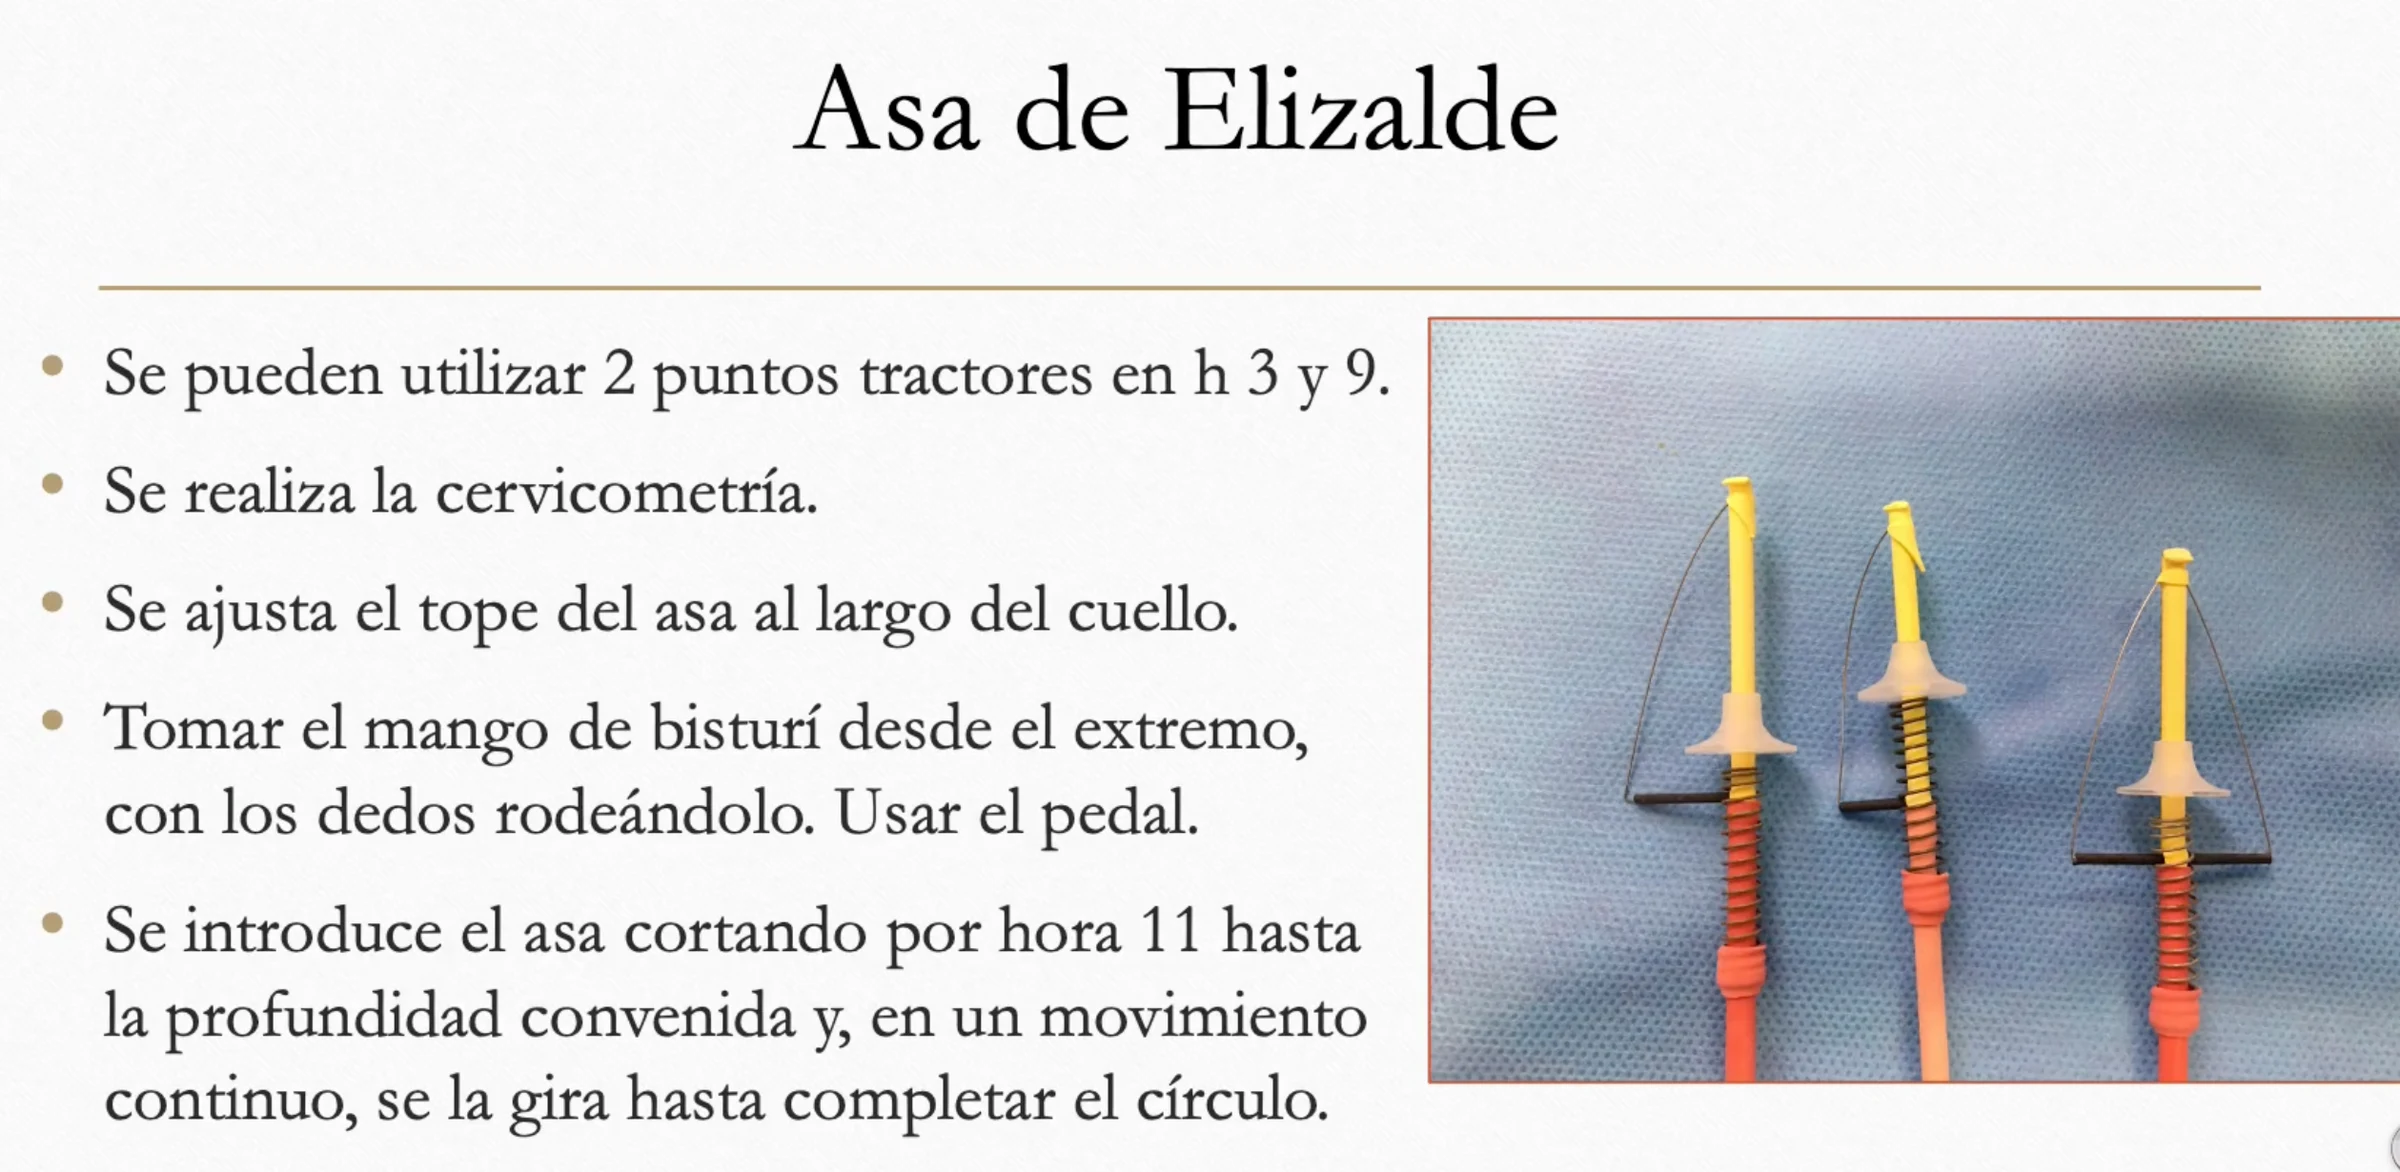 Asa de Elizalde
• Se pueden utilizar 2 puntos tractores en h 3 y 9.
• Se realiza la cervicometría.
• Se ajusta el tope del asa al largo del cuello.
• Tomar el mango de bisturí desde el extremo,
con los dedos rodeándolo. Usar el pedal.
• Se introduce el asa cortando por hora 11 hasta
la profundidad convenida y, en un movimiento
continuo, se la gira hasta completar el círculo.